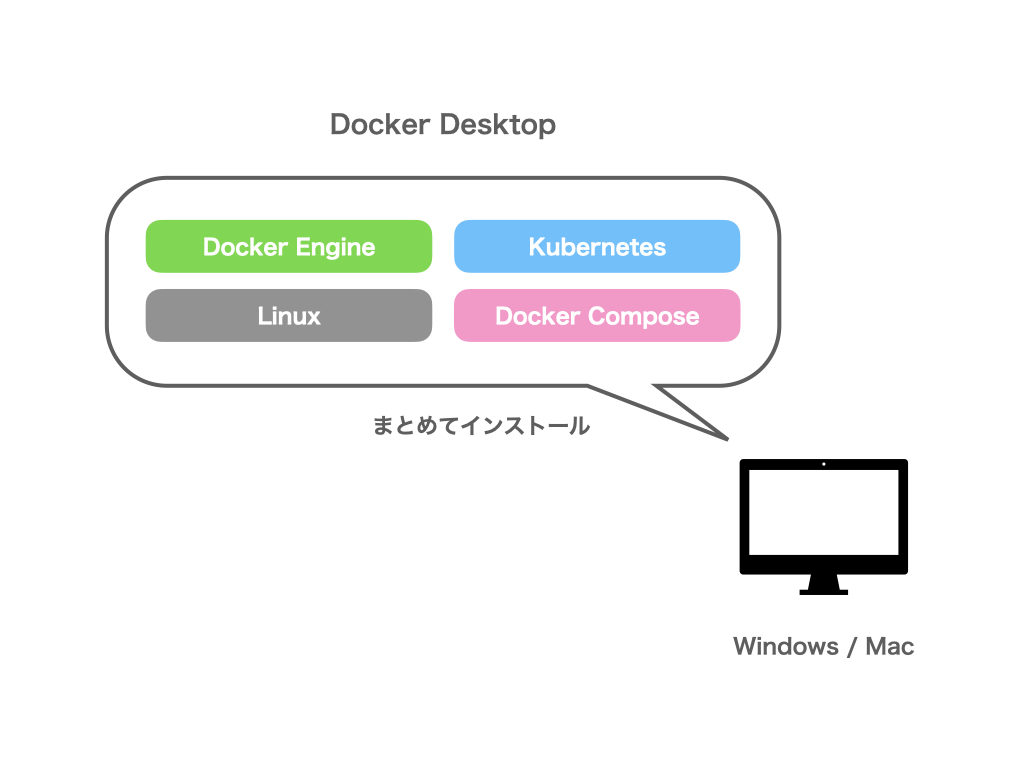 Docker Desktop
Docker Engine
Kubernetes
Linux
Docker Compose
まとめてインストール
Windows / Mac